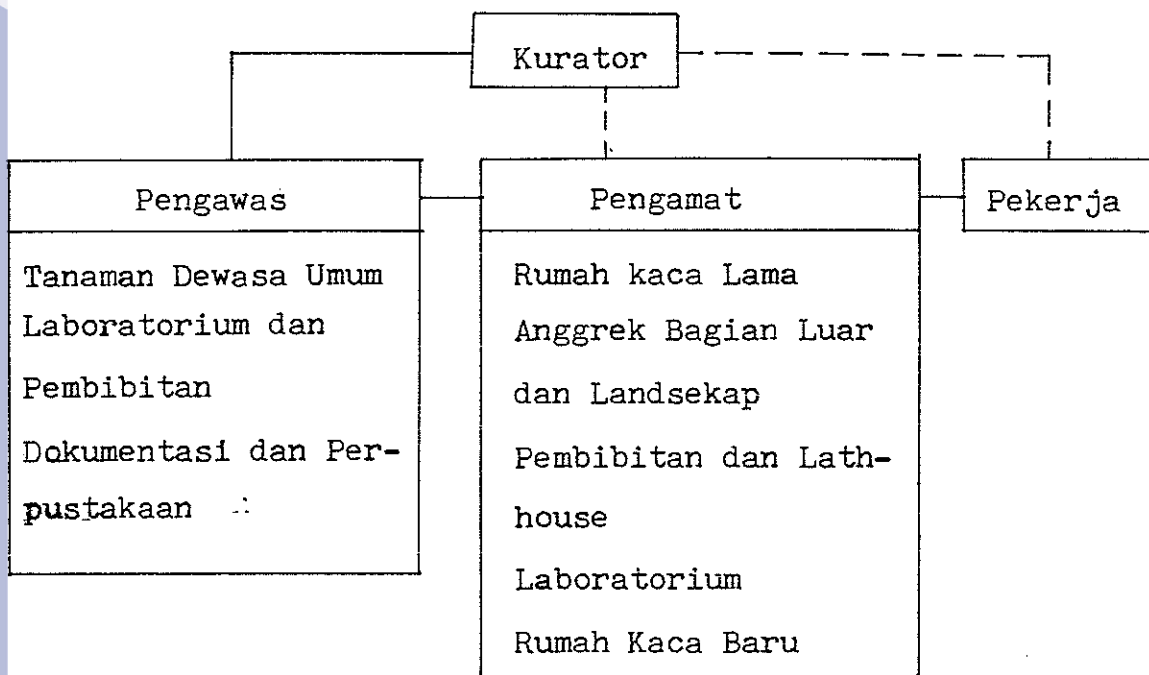 Kurator
Pengawas
Tanaman Dewasa Umum
Laboratorium dan
Pembibitan
Dokumentasi dan Per-
pustakaan
Pengamat
Rumah kaca Lama
Anggrek Bagian Luar
dan Landsekap
Pembibitan dan Lath-
house
Laboratorium
Rumah Kaca Baru
Pekerja